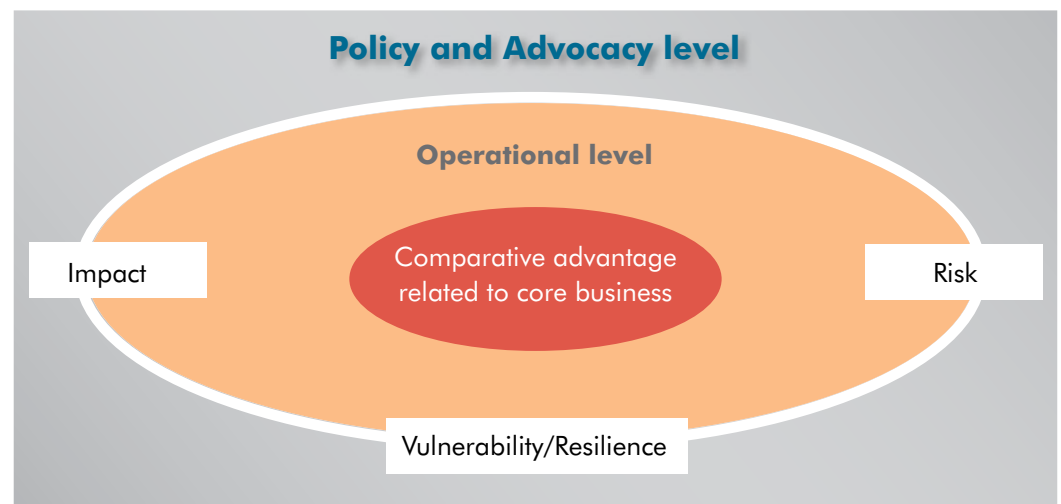 Policy and Advocacy level
Operational level
Comparative advantage
related to core business
Impact
Risk
Vulnerability/Resilience